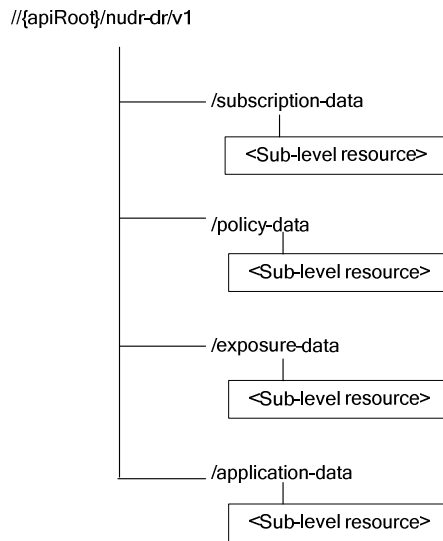 //{apiRoot}/nudr-dr/v1
/subscription-data
<Sub-level resource>
/policy-data
<Sub-level resource>
/exposure-data
<Sub-level resource>
/application-data
<Sub-level resource>